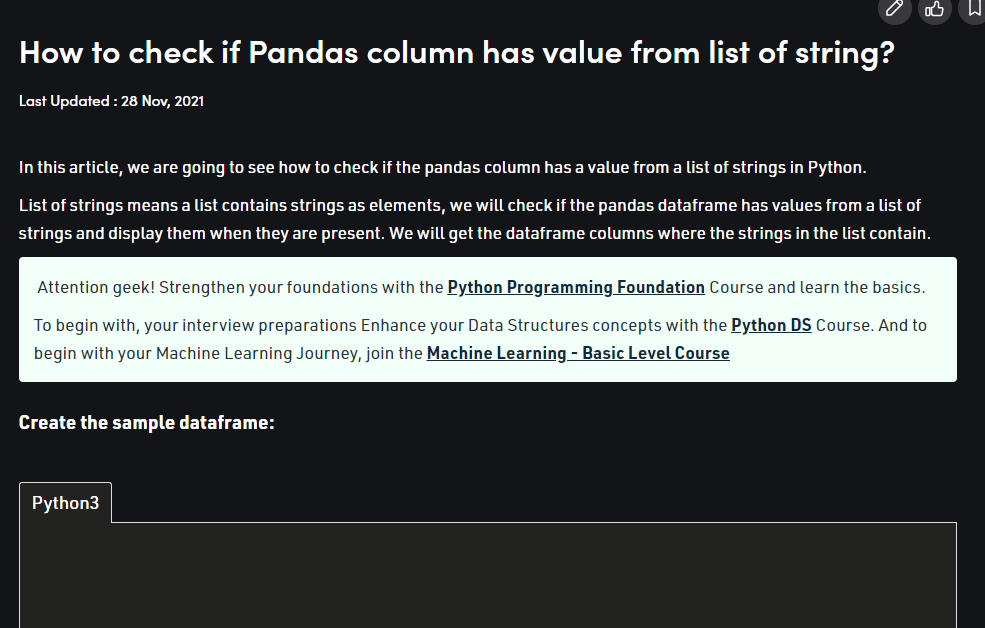 How to check if Pandas column has value from list of string?
Last Updated : 28 Nov, 2021
In this article, we are going to see how to check if the pandas column has a value from a list of strings in Python.
List of strings means a list contains strings as elements, we will check if the pandas dataframe has values from a list of
strings and display them when they are present. We will get the dataframe columns where the strings in the list contain.
Attention geek! Strengthen your foundations with the Python Programming Foundation Course and learn the basics.
To begin with, your interview preparations Enhance your Data Structures concepts with the Python DS Course. And to
begin with your Machine Learning Journey, join the Machine Learning - Basic Level Course
Create the sample dataframe:
Python3